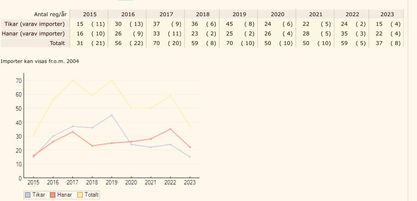 Antal reg/år 2015 2016 2017 2018 2019 2020 2021 2022 2023
Tikar (varav importer) 15 ( 11) 30 ( 13) 37 ( 9) 36 ( 6) 45 ( 8) 24 ( 6) 22 ( 5) 24 ( 2) 15 ( 4)
Hanar (varav importer) 16 ( 10) 26 ( 9) 33 ( 11) 23 ( 2) 25 ( 2) 26 ( 4) 28 ( 5) 35 ( 3) 22 ( 4)
Totalt 31 ( 21) 56 ( 22) 70 ( 20) 59 ( 8) 70 ( 10) 50 ( 10) 50 ( 10) 59 ( 5) 37 ( 8)
Importer kan visas fr.o.m. 2004
70
60
50
40
30
20
10
0
2015 2016 2017 2018 2019 2020 2021 2022 2023
Tikar Hanar Totalt